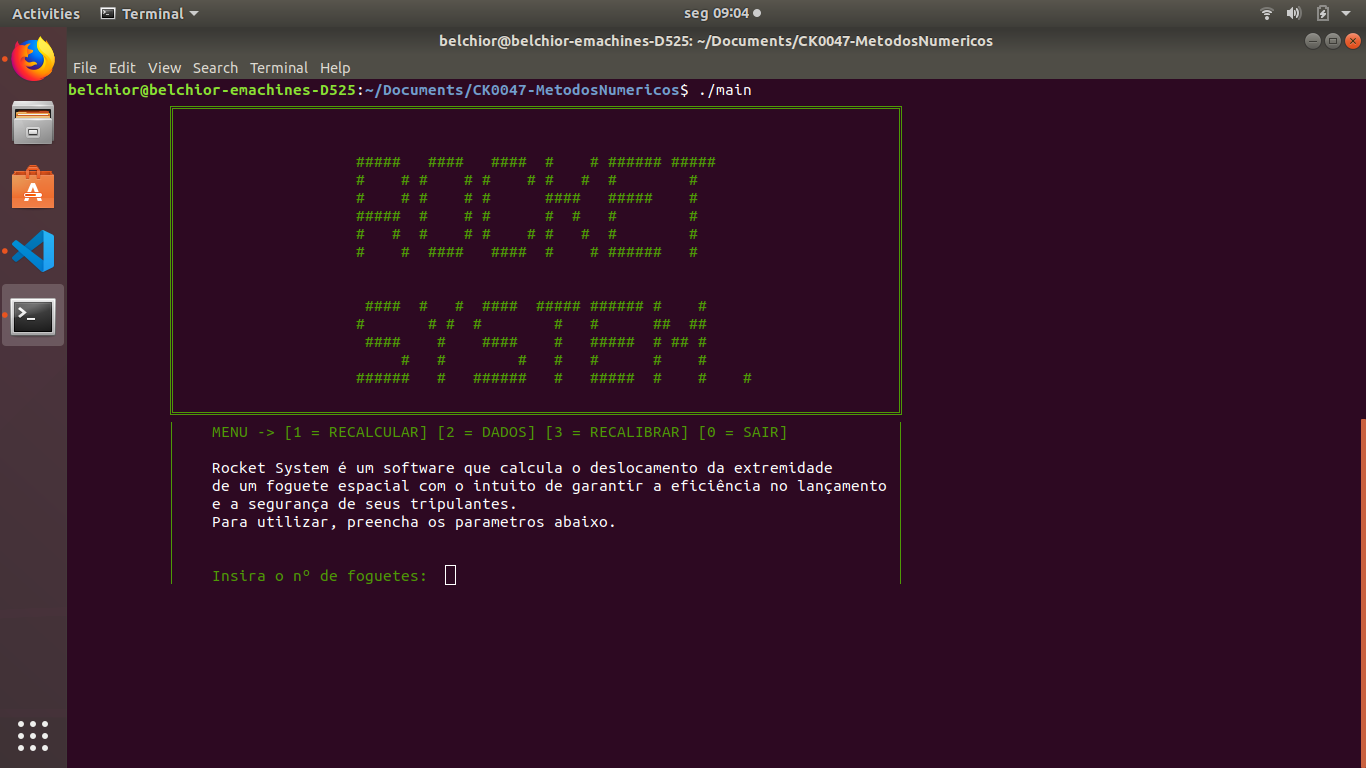 Activities Terminal seg 09:04
belchior@belchior-emachines-D525: ~/Documents/CK0047-MetodosNumericos
File Edit View Search Terminal Help
belchior@belchior-emachines-D525:~/Documents/CK0047-MetodosNumericos$ ./main
ROCKET
SYSTEM
MENU -> [1 = RECALCULAR] [2 = DADOS] [3 = RECALIBRAR] [0 = SAIR]
Rocket System é um software que calcula o deslocamento da extremidade
de um foguete espacial com o intuito de garantir a eficiência no lançamento
e a segurança de seus tripulantes.
Para utilizar, preencha os parametros abaixo.
Insira o nº de foguetes: